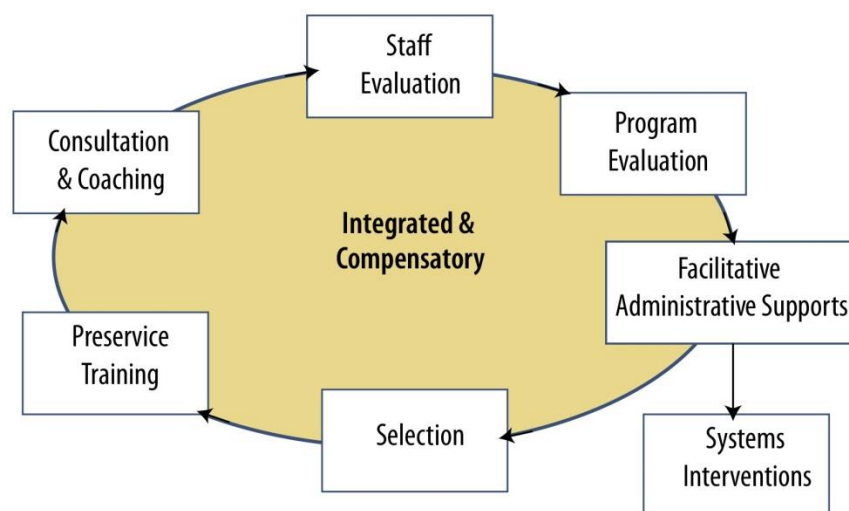 Staff
Evaluation
Program
Evaluation
Consultation
& Coaching
Integrated &
Compensatory
Facilitative
Administrative Supports
Preservice
Training
Selection
Systems
Interventions